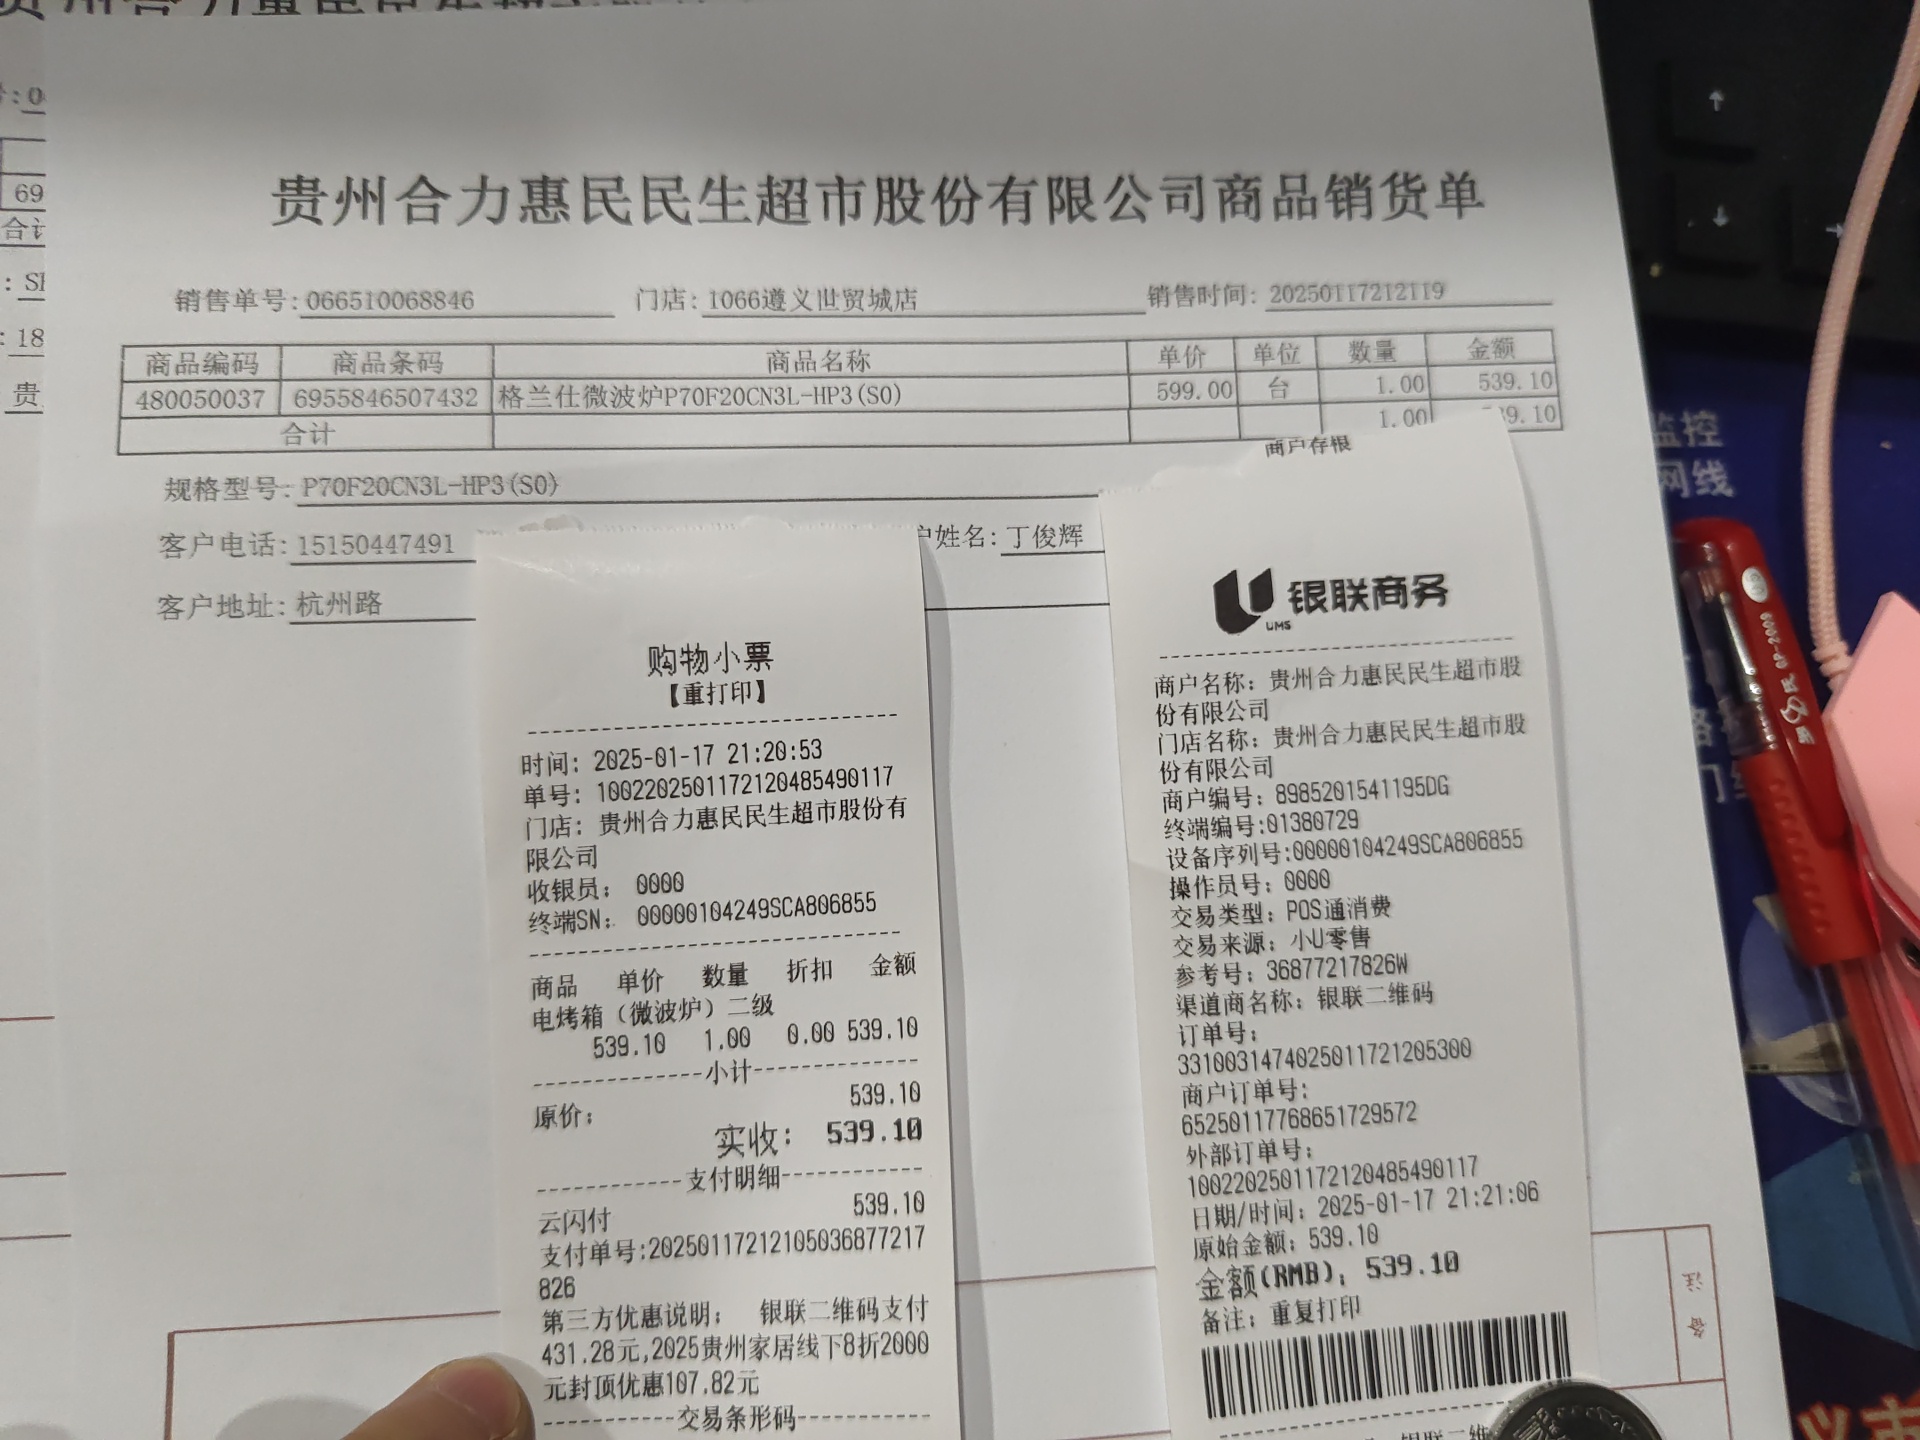 贵州合力惠民民生超市股份有限公司商品销货单
销售单号:066510068846 门店:1066遵义世贸城店 销售时间:20250117212119
商品编码 商品条码 商品名称 单价 单位 数量 金额
480050037 6955846507432 格兰仕微波炉P70F20CN3L-HP3(S0) 599.00 台 1.00 539.10
合计 1.00 39.10
规格型号:P70F20CN3L-HP3(S0)
客户电话:15150447491 姓名:丁俊辉
客户地址:杭州路
购物小票
【重打印】
时间: 2025-01-17 21:20:53
单号: 1002202501172120485490117
门店: 贵州合力惠民民生超市股份有
限公司
收银员: 0000
终端SN: 00000104249SCA806855
商品 单价 数量 折扣 金额
电烤箱（微波炉）二级
539.10 1.00 0.00 539.10
小计
原价: 539.10
实收: 539.10
支付明细
云闪付 539.10
支付单号:20250117212105036877217
826
第三方优惠说明: 银联二维码支付
431.28元,2025贵州家居线下8折2000
元封顶优惠107.82元
交易条形码
商户存根
银联商务
UMS
商户名称: 贵州合力惠民民生超市股
份有限公司
门店名称: 贵州合力惠民民生超市股
份有限公司
商户编号: 8985201541195DG
终端编号:01380729
设备序列号:00000104249SCA806855
操作员号: 0000
交易类型: POS通消费
交易来源: 小U零售
参考号: 36877217826W
渠道商名称: 银联二维码
订单号:
3310031474025011721205300
商户订单号:
65250117768651729572
外部订单号:
1002202501172120485490117
日期/时间: 2025-01-17 21:21:06
原始金额: 539.10
金额(RMB): 539.10
备注: 重复打印
备注
监控
网线
69
合计
18
贵